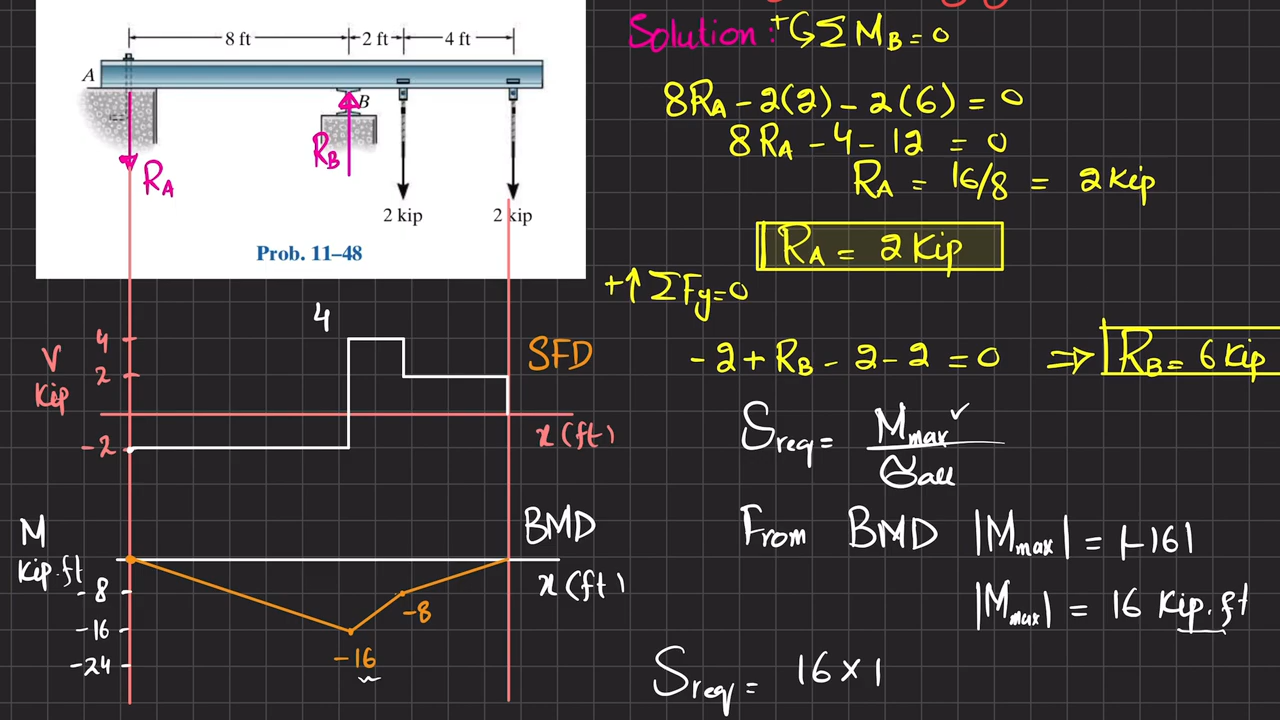 8 ft
2 ft
4 ft
A
B
R_A
R_B
2 kip
2 kip
Prob. 11–48
V
Kip
4
2
-2
4
SFD
x (ft)
M
Kip.ft
-8
-16
-24
-16
-8
BMD
x (ft)
Solution: +↺ ΣM_B = 0
8R_A - 2(2) - 2(6) = 0
8R_A - 4 - 12 = 0
R_A = 16/8 = 2 Kip
R_A = 2 Kip
+↑ ΣFy = 0
-2 + R_B - 2 - 2 = 0 ⇒ R_B = 6 Kip
S_req = M_max ✓ / σ_all
From BMD |M_max| = |-16|
|M_max| = 16 Kip.ft
S_req = 16 × 1